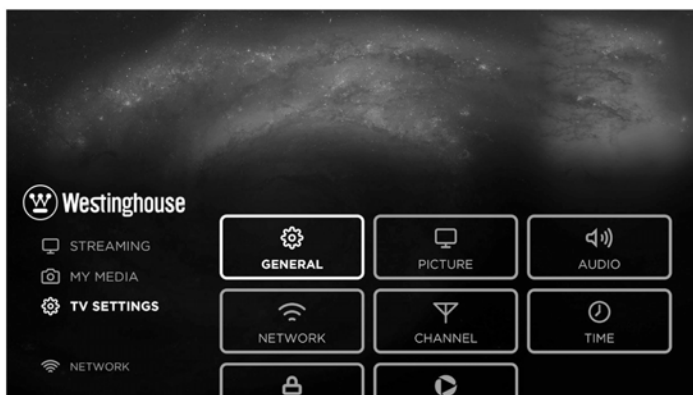 Westinghouse
STREAMING
MY MEDIA
TV SETTINGS
NETWORK
GENERAL
PICTURE
AUDIO
NETWORK
CHANNEL
TIME